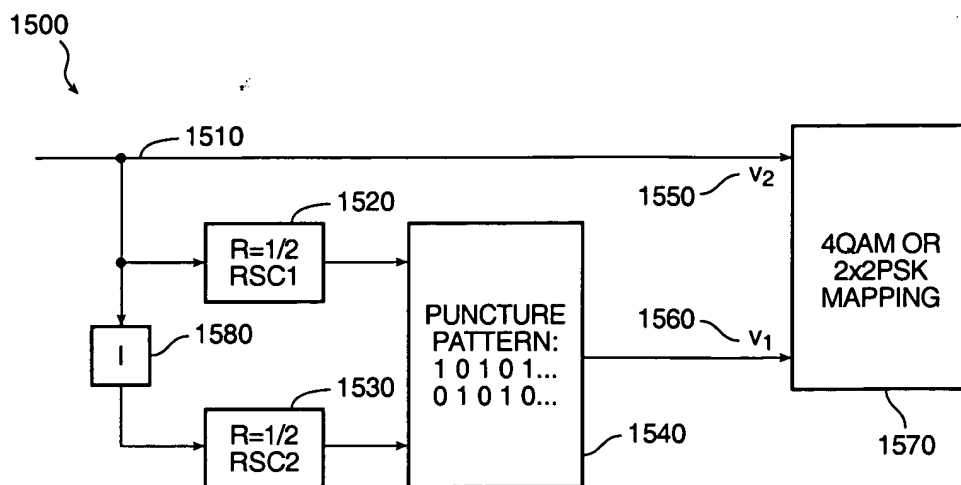 1500
1510
1520
R=1/2
RSC1
1580
I
1530
R=1/2
RSC2
PUNCTURE
PATTERN:
1 0 1 0 1...
0 1 0 1 0...
1540
1550
v2
1560
v1
4QAM OR
2x2PSK
MAPPING
1570